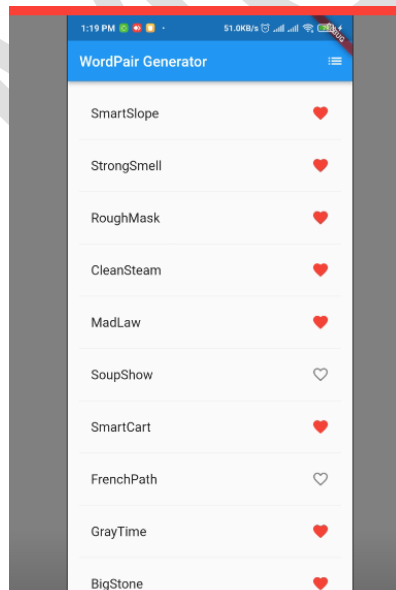 1:19 PM 51.0KB/s
WordPair Generator
SmartSlope
StrongSmell
RoughMask
CleanSteam
MadLaw
SoupShow
SmartCart
FrenchPath
GrayTime
BigStone